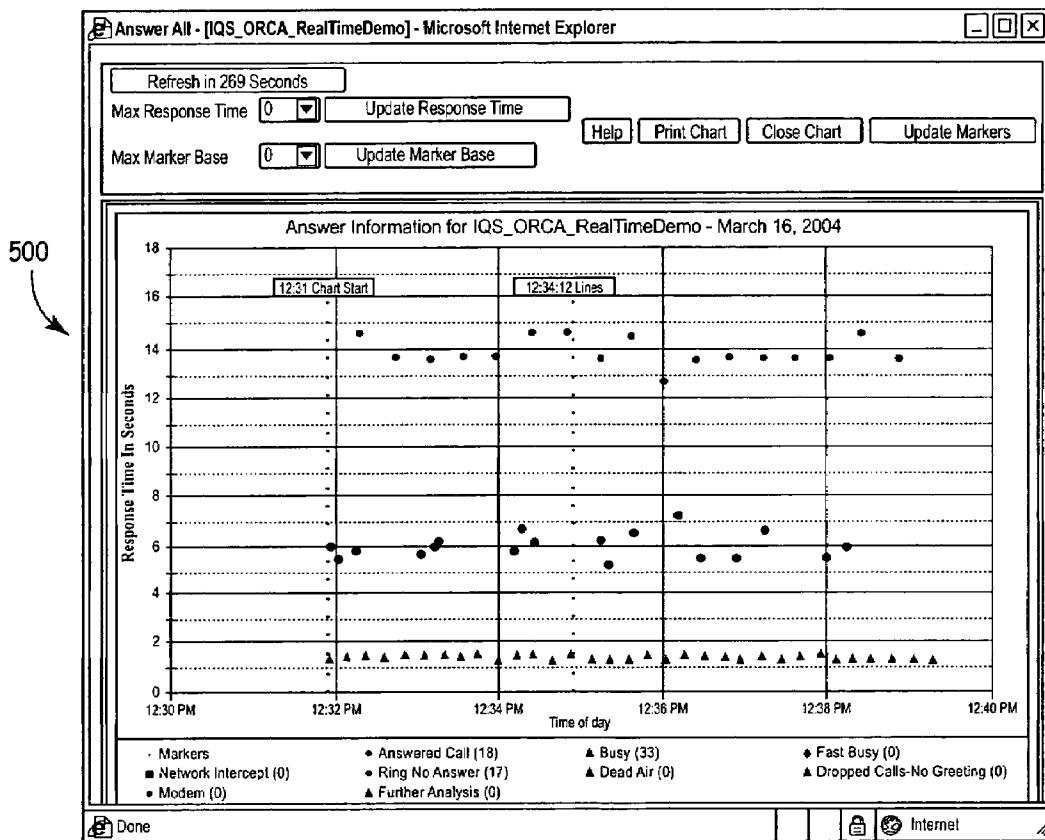 Answer All - [IQS_ORCA_RealTimeDemo] - Microsoft Internet Explorer
Refresh in 269 Seconds
Max Response Time 0 Update Response Time
Help Print Chart Close Chart Update Markers
Max Marker Base 0 Update Marker Base
500
Answer Information for IQS_ORCA_RealTimeDemo - March 16, 2004
Response Time In Seconds
18
16
14
12
10
8
6
4
2
0
12:31 Chart Start
12:34:12 Lines
12:30 PM 12:32 PM 12:34 PM 12:36 PM 12:38 PM 12:40 PM
Time of day
Markers Answered Call (18) Busy (33) Fast Busy (0)
Network Intercept (0) Ring No Answer (17) Dead Air (0) Dropped Calls-No Greeting (0)
Modem (0) Further Analysis (0)
Done Internet